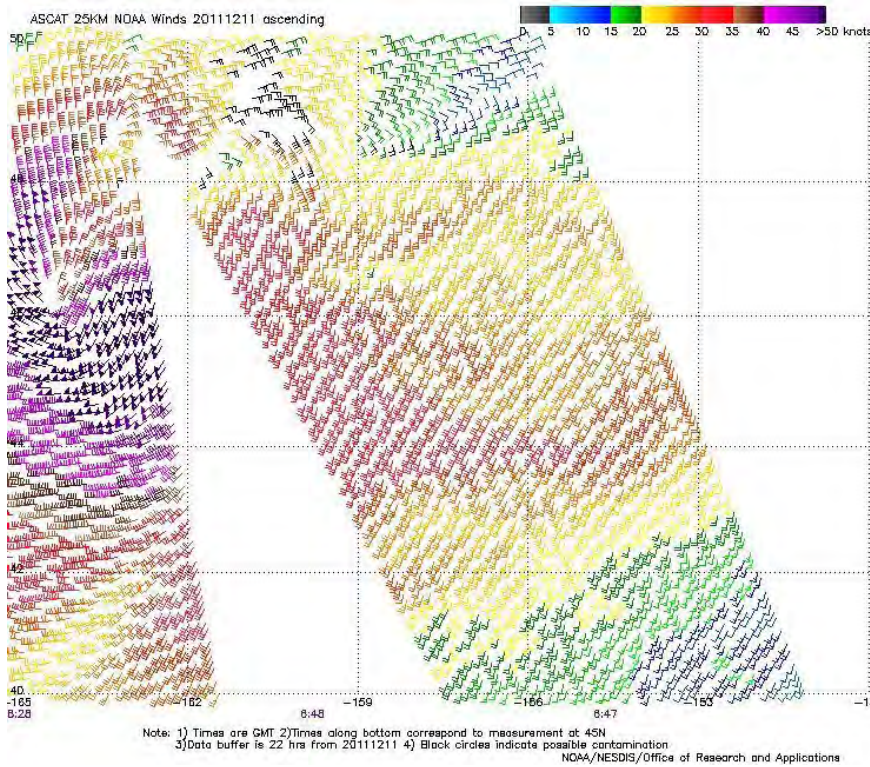 ASCAT 25KM NOAA Winds 20111211 ascending
0 5 10 15 20 25 30 35 40 45 >50 knots
50
48
46
44
42
40
-165 -162 -159 -156 -153
6:28 6:48 6:47
Note: 1) Times are GMT 2)Times along bottom correspond to measurement at 45N
3)Data buffer is 22 hrs from 20111211 4) Black circles indicate possible contamination
NOAA/NESDIS/Office of Research and Applications